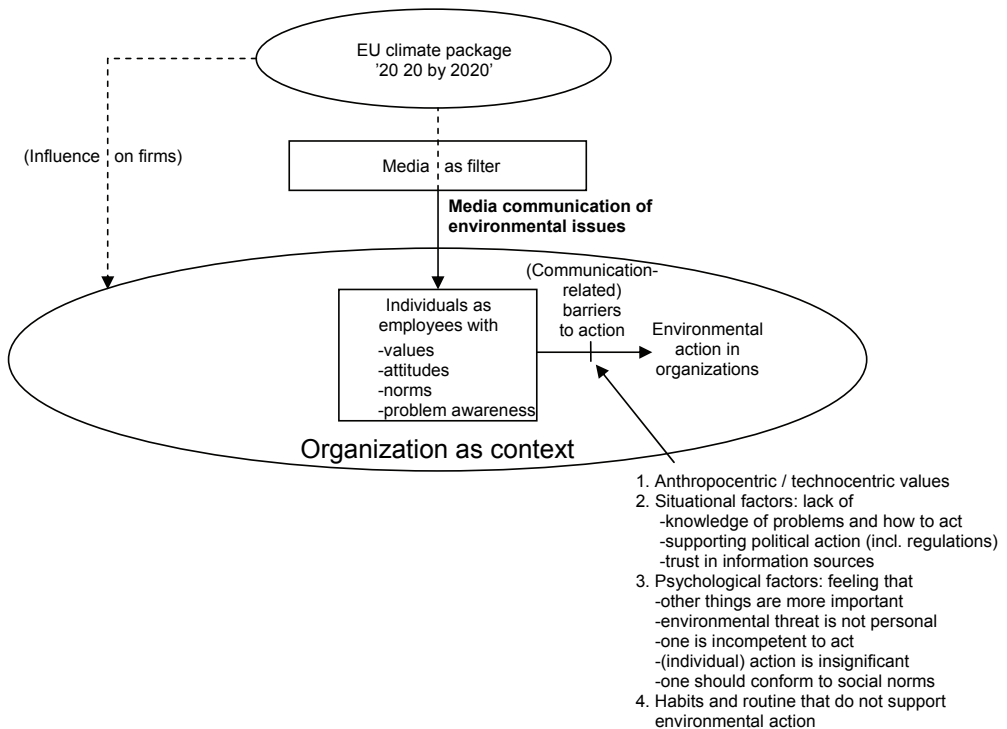 EU climate package
'20 20 by 2020'
(Influence on firms)
Media as filter
Media communication of
environmental issues
(Communication-
related)
barriers
to action
Individuals as
employees with
-values
-attitudes
-norms
-problem awareness
Environmental
action in
organizations
Organization as context
1. Anthropocentric / technocentric values
2. Situational factors: lack of
-knowledge of problems and how to act
-supporting political action (incl. regulations)
-trust in information sources
3. Psychological factors: feeling that
-other things are more important
-environmental threat is not personal
-one is incompetent to act
-(individual) action is insignificant
-one should conform to social norms
4. Habits and routine that do not support
environmental action